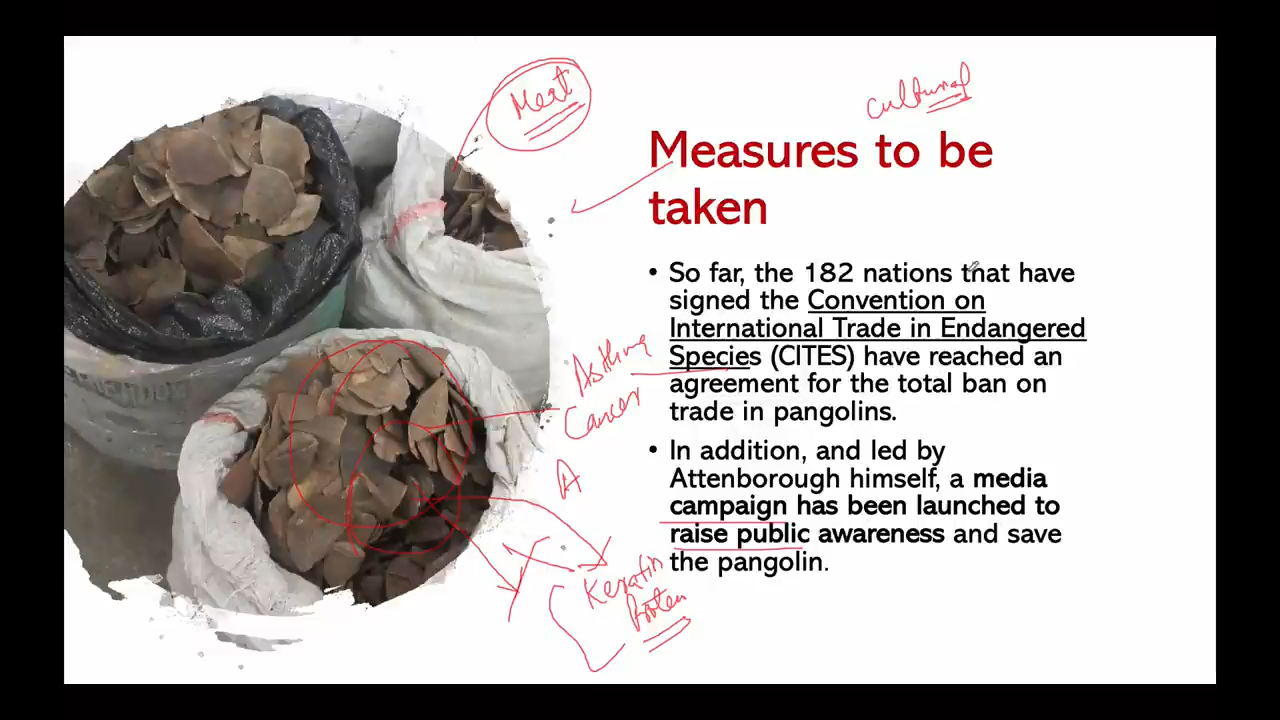 Meat
cultural
Measures to be
taken
• So far, the 182 nations that have
signed the Convention on
International Trade in Endangered
Species (CITES) have reached an
agreement for the total ban on
trade in pangolins.
• In addition, and led by
Attenborough himself, a media
campaign has been launched to
raise public awareness and save
the pangolin.
Asthma
Cancer
A
Keratin